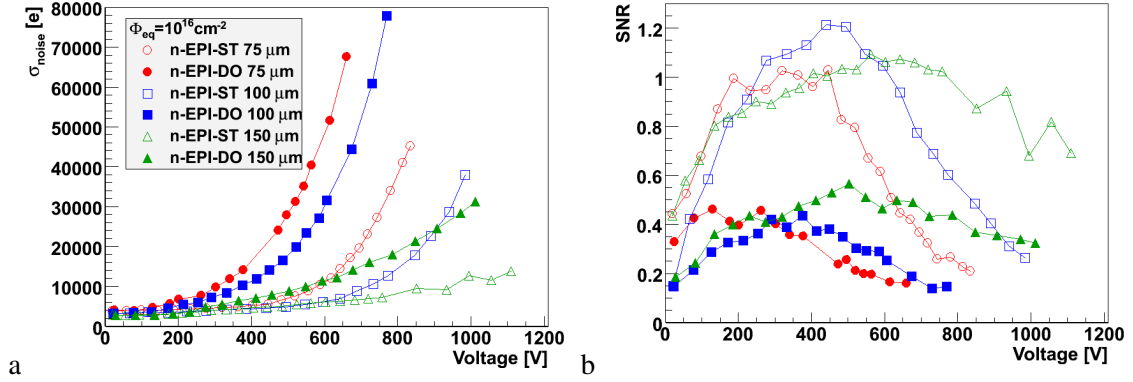 σnoise [e]
80000
70000
60000
50000
40000
30000
20000
10000
0
Φeq=10^16cm^-2
n-EPI-ST 75 μm
n-EPI-DO 75 μm
n-EPI-ST 100 μm
n-EPI-DO 100 μm
n-EPI-ST 150 μm
n-EPI-DO 150 μm
0 200 400 600 800 1000 1200
Voltage [V]
a
SNR
1.2
1
0.8
0.6
0.4
0.2
0
0 200 400 600 800 1000 1200
Voltage [V]
b